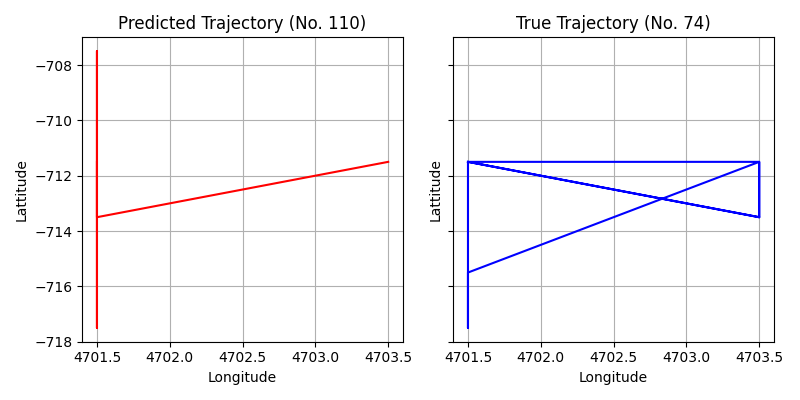 Predicted Trajectory (No. 110)
True Trajectory (No. 74)
Lattitude
−708
−710
−712
−714
−716
−718
4701.5 4702.0 4702.5 4703.0 4703.5
Longitude
Lattitude
4701.5 4702.0 4702.5 4703.0 4703.5
Longitude